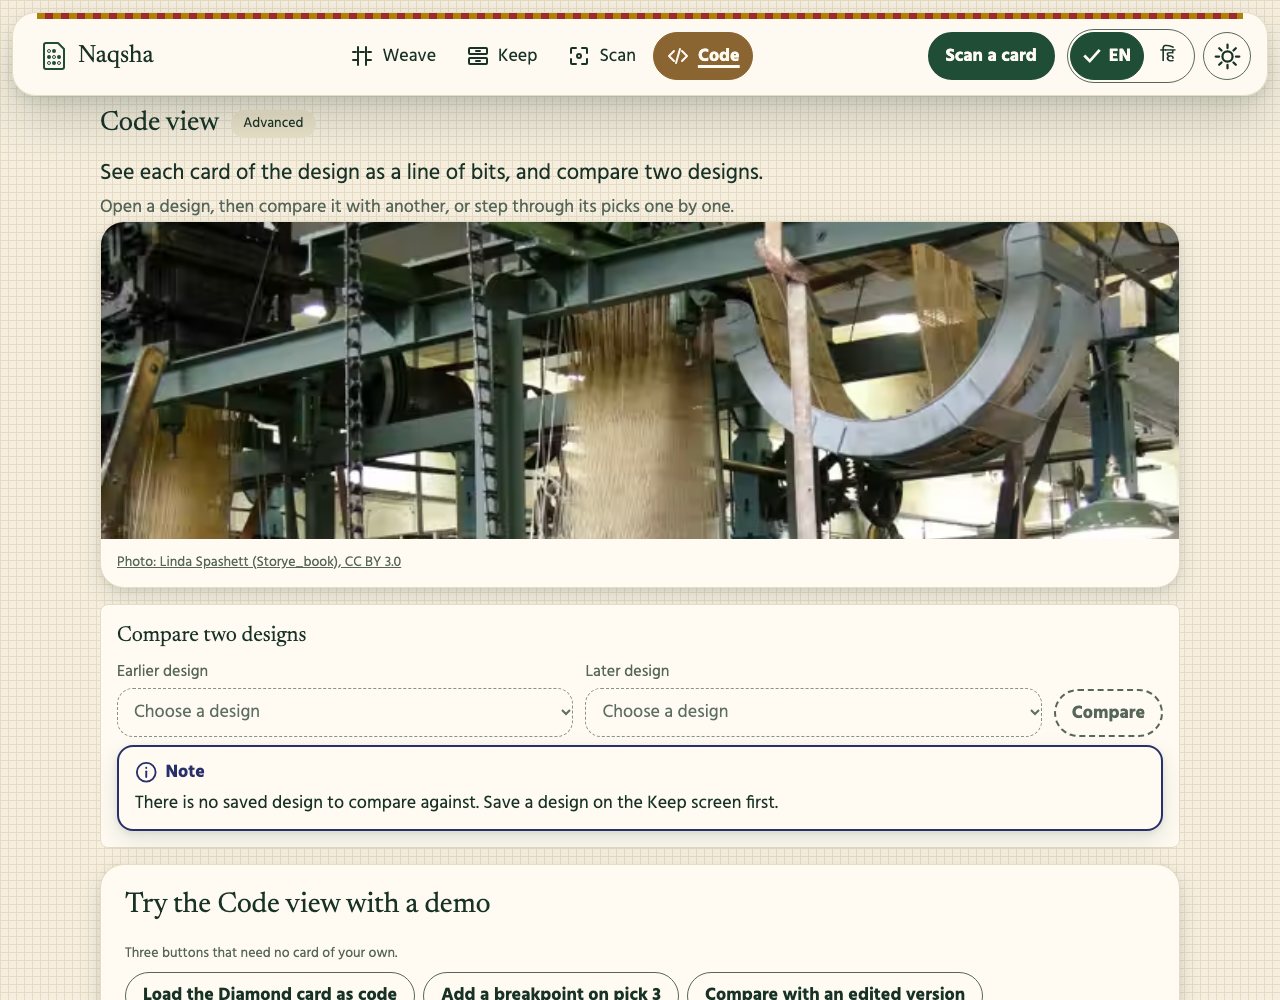 Naqsha
Weave
Keep
Scan
Code
Scan a card
EN
हि
Code view
Advanced
See each card of the design as a line of bits, and compare two designs.
Open a design, then compare it with another, or step through its picks one by one.
Photo: Linda Spashett (Storye_book), CC BY 3.0
Compare two designs
Earlier design
Later design
Choose a design
Choose a design
Compare
Note
There is no saved design to compare against. Save a design on the Keep screen first.
Try the Code view with a demo
Three buttons that need no card of your own.
Load the Diamond card as code
Add a breakpoint on pick 3
Compare with an edited version